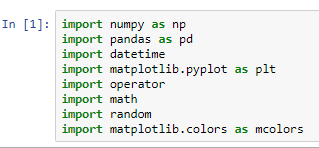 In [1]: import numpy as np
import pandas as pd
import datetime
import matplotlib.pyplot as plt
import operator
import math
import random
import matplotlib.colors as mcolors